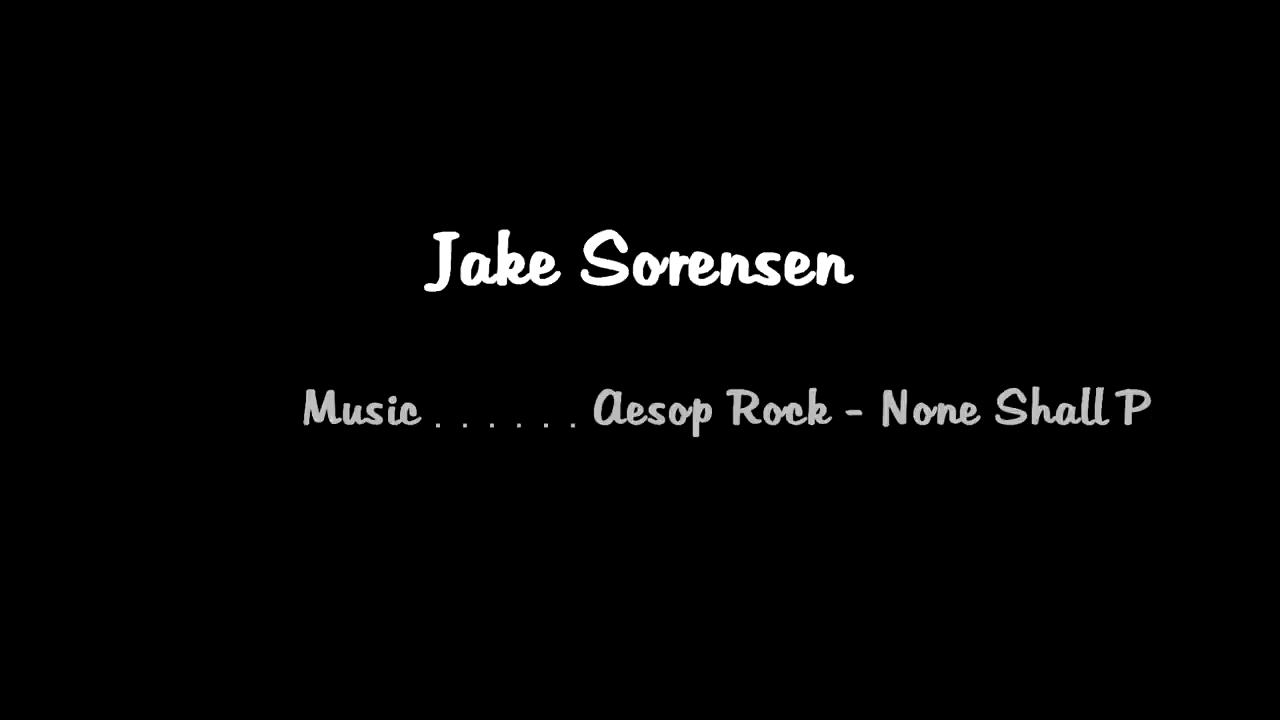 Jake Sorensen
Music . . . . . . Aesop Rock - None Shall P